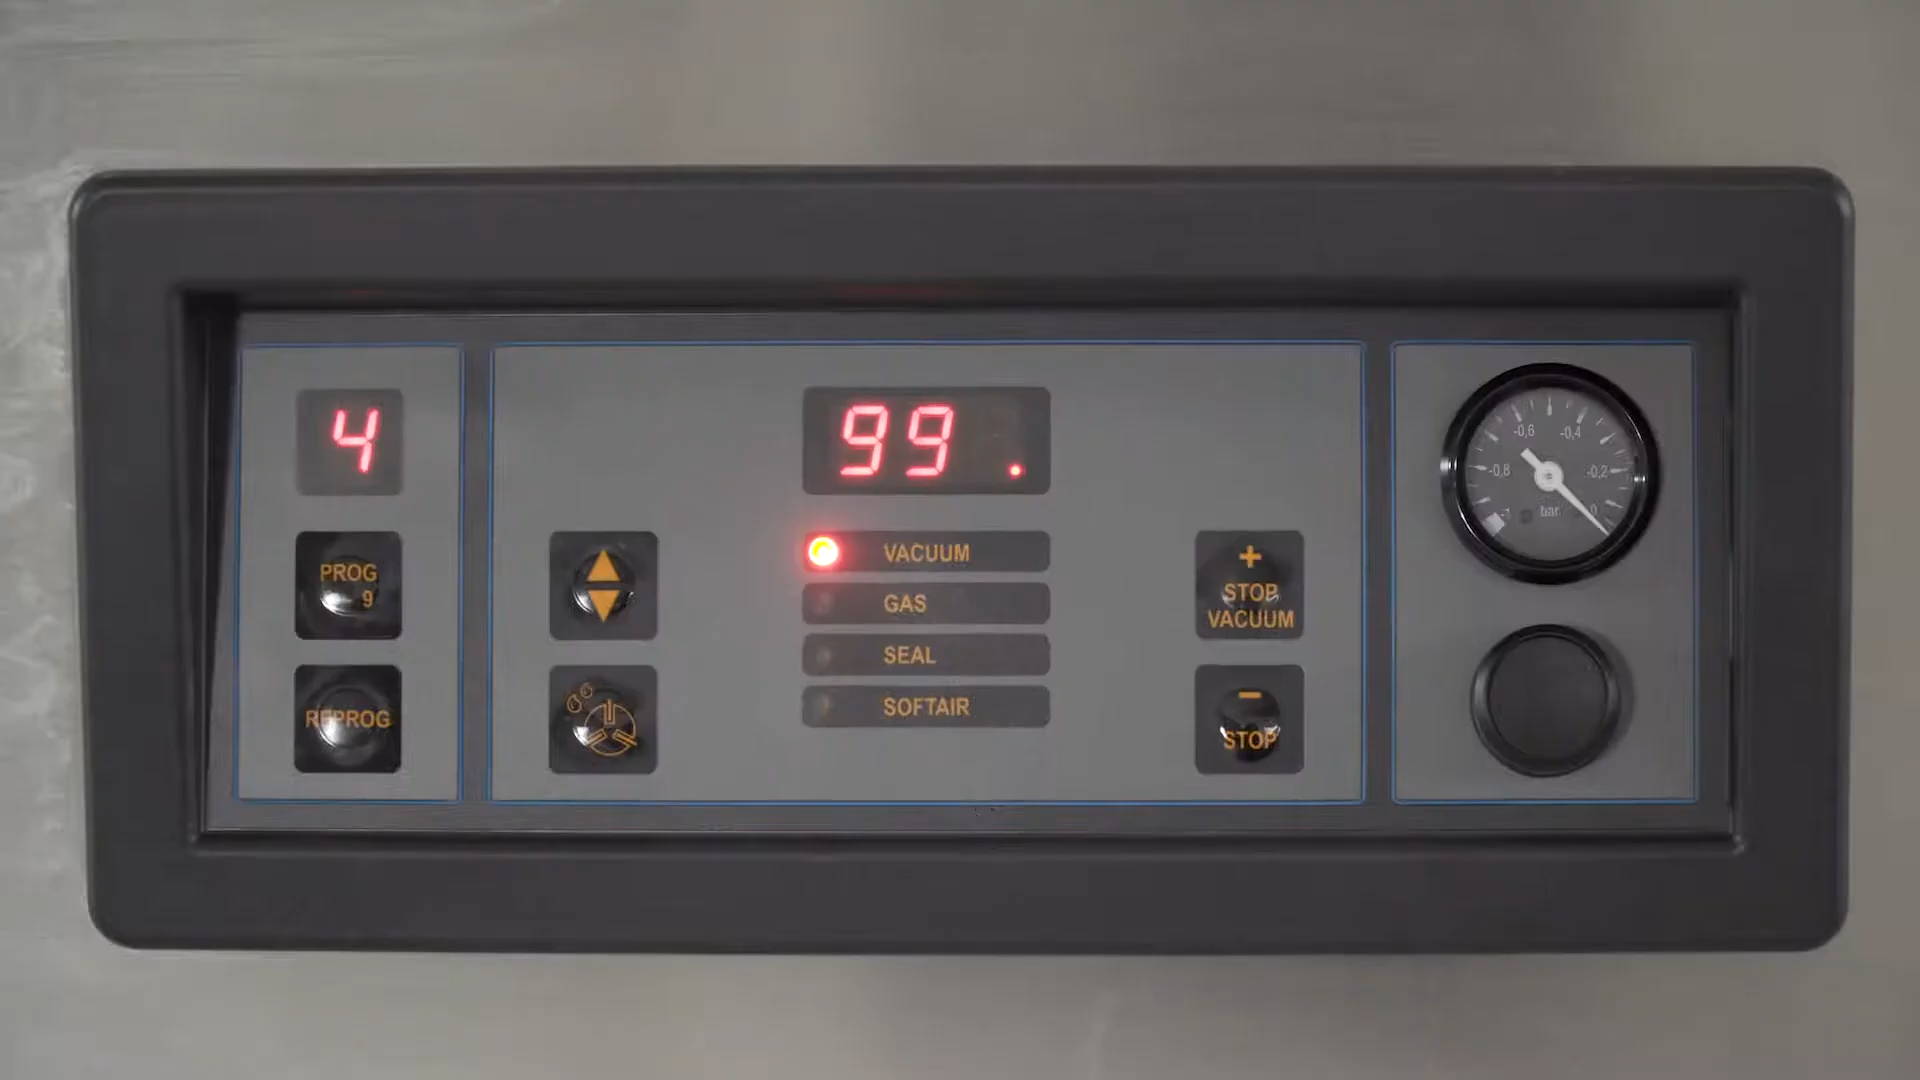 4
99 .
PROG
9
REPROG
VACUUM
GAS
SEAL
SOFTAIR
+
STOP
VACUUM
-
STOP
-0,6 -0,4
-0,8 -0,2
-1 bar 0